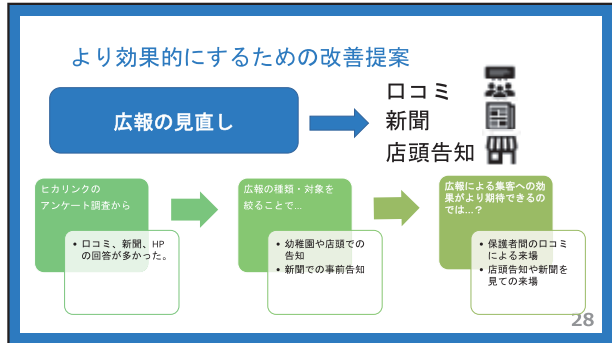 より効果的にするための改善提案
広報の見直し
口コミ
新聞
店頭告知
ヒカリンクの
アンケート調査から
• 口コミ、新聞、HP
の回答が多かった。
広報の種類・対象を
絞ることで…
• 幼稚園や店頭での
告知
• 新聞での事前告知
広報による集客への効
果がより期待できるの
では…？
• 保護者間の口コミ
による来場
• 店頭告知や新聞を
見ての来場
28